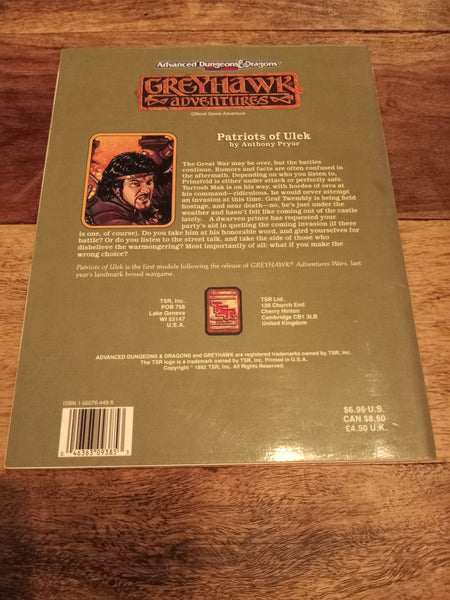 Advanced Dungeons & Dragons
GREYHAWK
ADVENTURES
Official Game Adventure
Patriots of Ulek
by Anthony Pryor
The Great War may be over, but the battles
continue. Rumors and facts are often confused in
the aftermath. Depending on who you listen to,
Prinzfeld is either under attack or perfectly safe.
Turrosh Mak is on his way, with hordes of orcs at
his command—ridiculous, he would never attempt
an invasion at this time. Graf Twembly is being held
hostage, and near death—no, he's just under the
weather and hasn't felt like coming out of the castle
lately. A dwarven prince has requested your
party's aid in quelling the coming invasion (if there
is one, of course). Do you take him at his honorable word, and gird yourselves for
battle? Or do you listen to the street talk, and take the side of those who
disbelieve the warmongering? Most importantly of all: what if you make the
wrong choice?
Patriots of Ulek is the first module following the release of GREYHAWK® Adventures Wars, last
year's landmark boxed wargame.
TSR, Inc.
POB 756
Lake Geneva
WI 53147
U.S.A.
TSR
TSR Ltd.
120 Church End
Cherry Hinton
Cambridge CB1 3LB
United Kingdom
ADVANCED DUNGEONS & DRAGONS and GREYHAWK are registered trademarks owned by TSR, Inc.
The TSR logo is a trademark owned by TSR, Inc. Printed in U.S.A.
Copyright © 1992 TSR, Inc. All Rights Reserved.
ISBN 1-56076-449-X
$6.95 U.S.
CAN $8.50
£4.50 U.K.